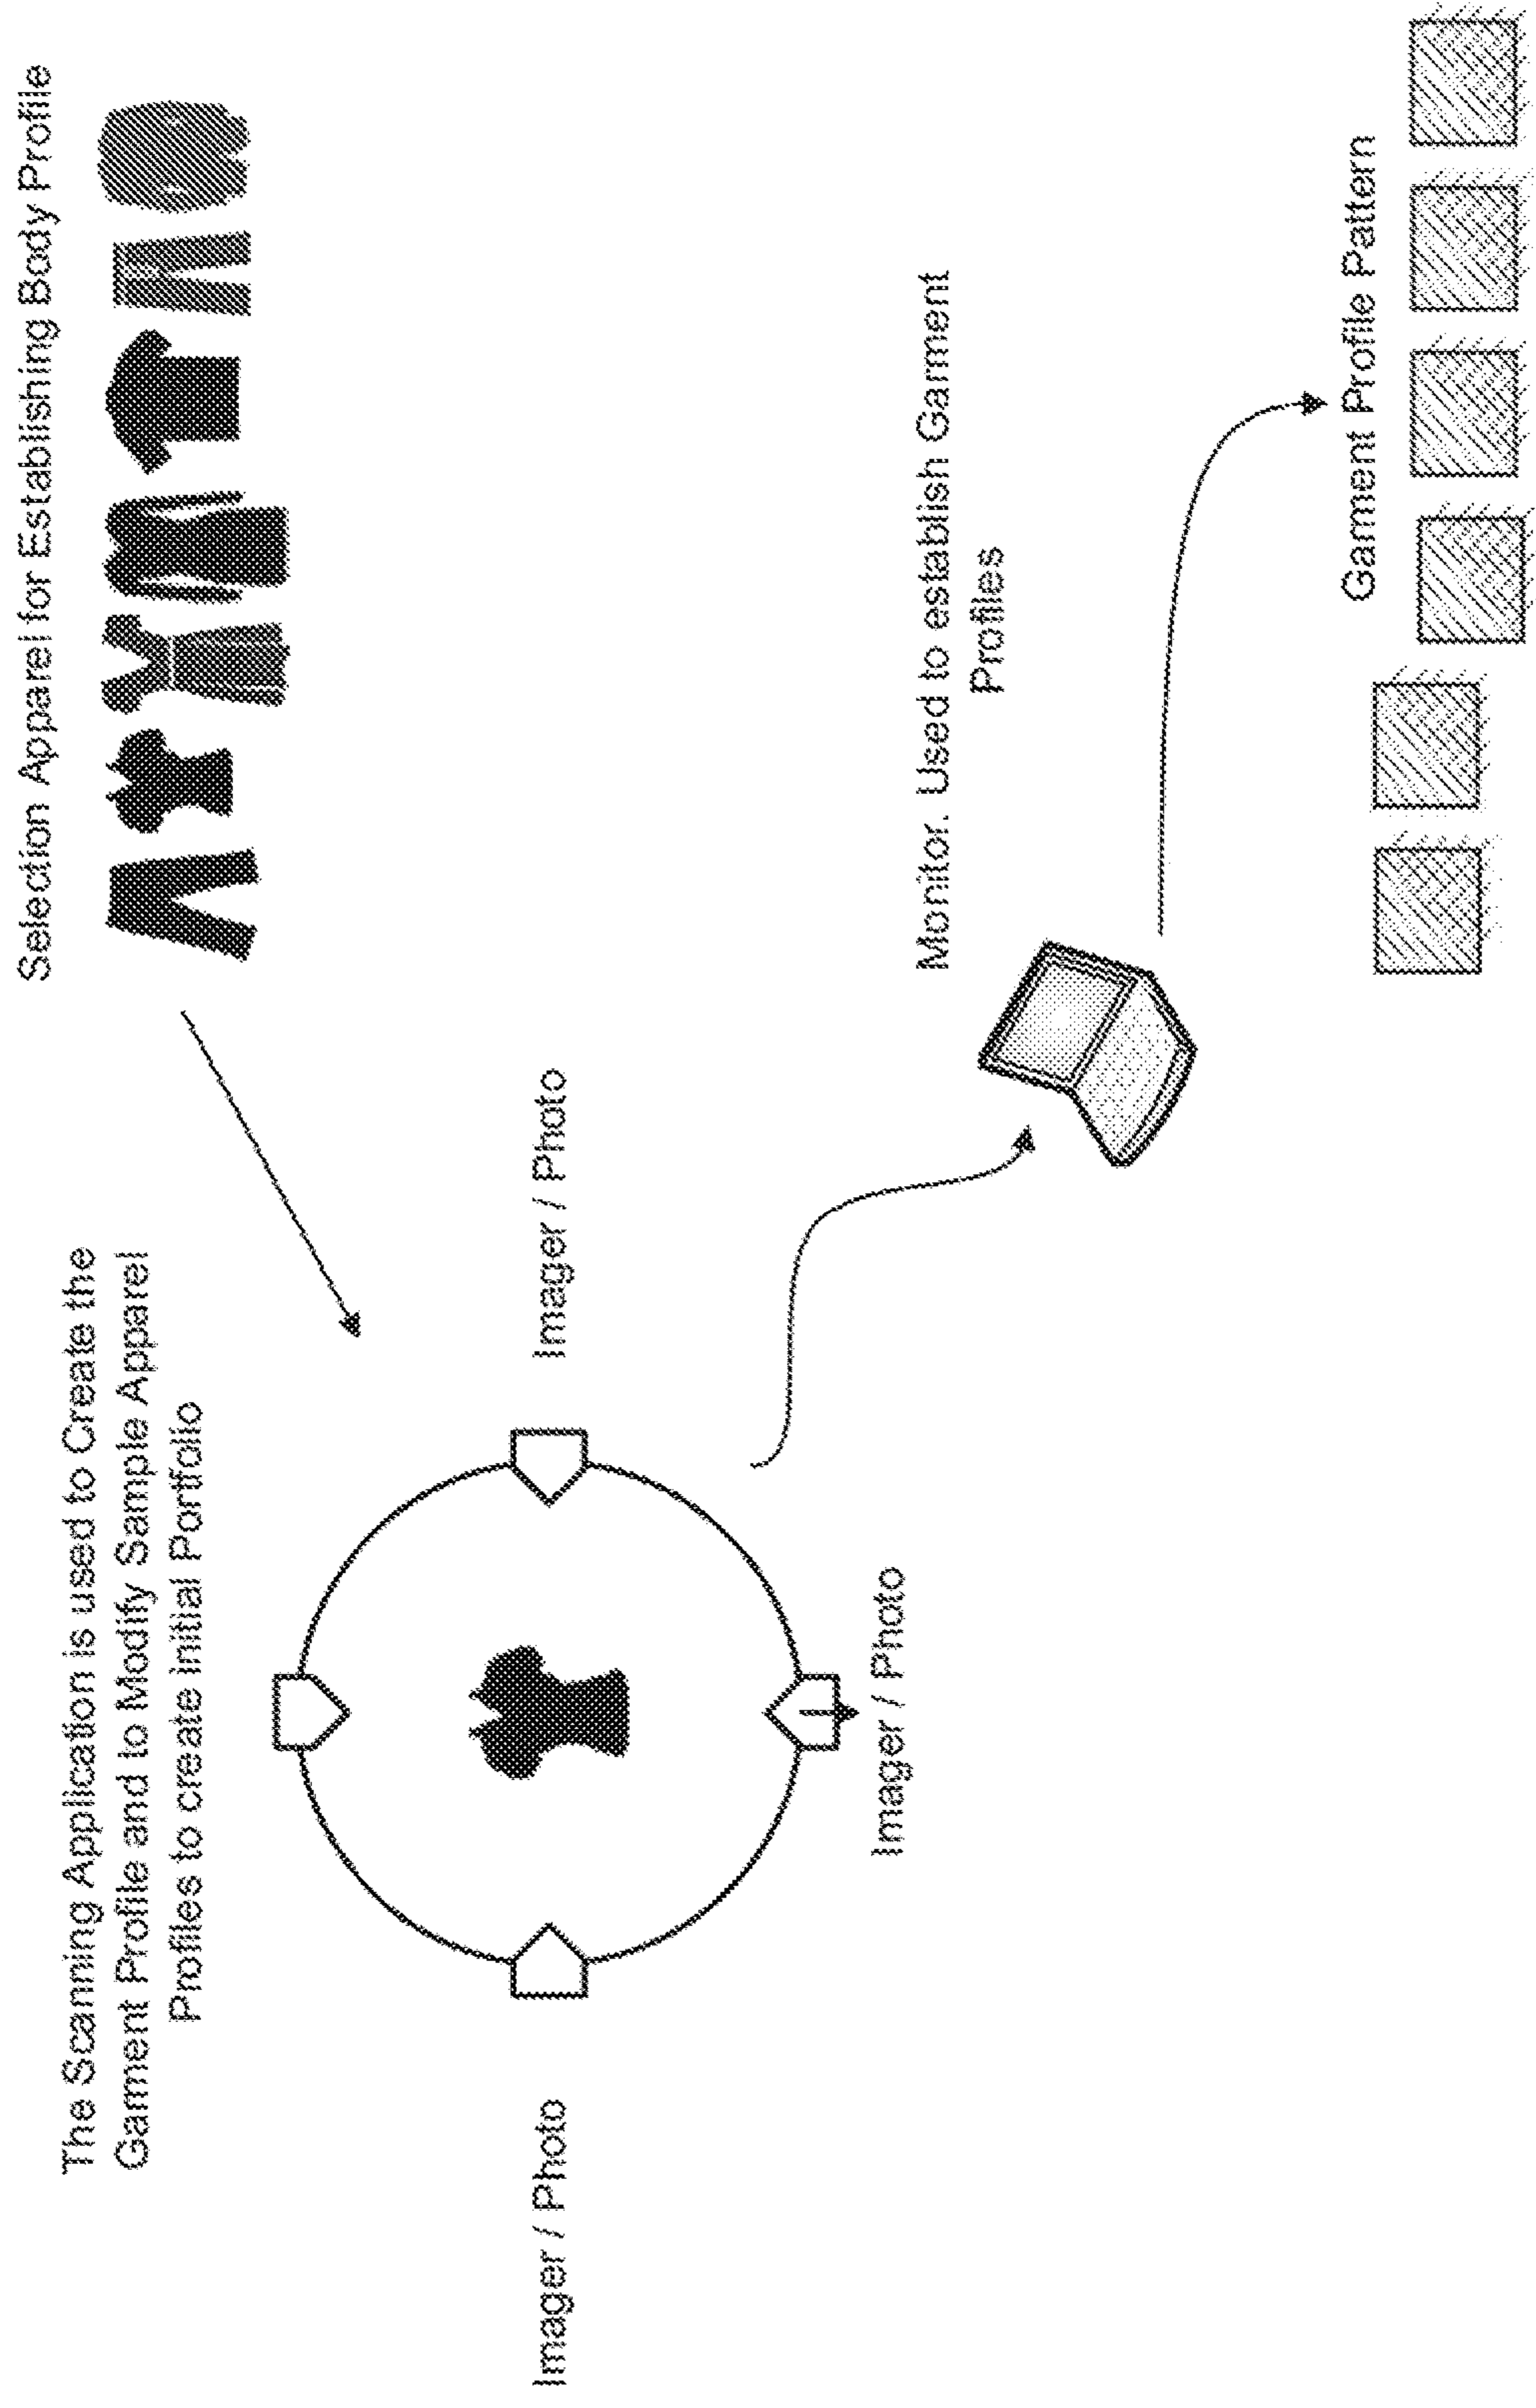 The Scanning Application is used to Create the
Garment Profile and to Modify Sample Apparel
Profiles to create initial Portfolio
Selection Apparel for Establishing Body Profile
Imager / Photo
Imager / Photo
Imager / Photo
Monitor. Used to establish Garment
Profiles
Garment Profile Pattern